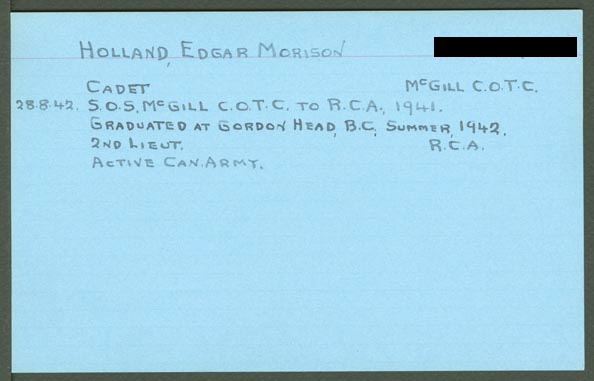 HOLLAND, EDGAR MORISON
CADET McGILL C.O.T.C.
28.8.42. S.O.S. McGILL C.O.T.C. TO R.C.A., 1941.
GRADUATED AT GORDON HEAD, B.C, SUMMER, 1942.
2ND LIEUT. R.C.A.
ACTIVE CAN. ARMY.